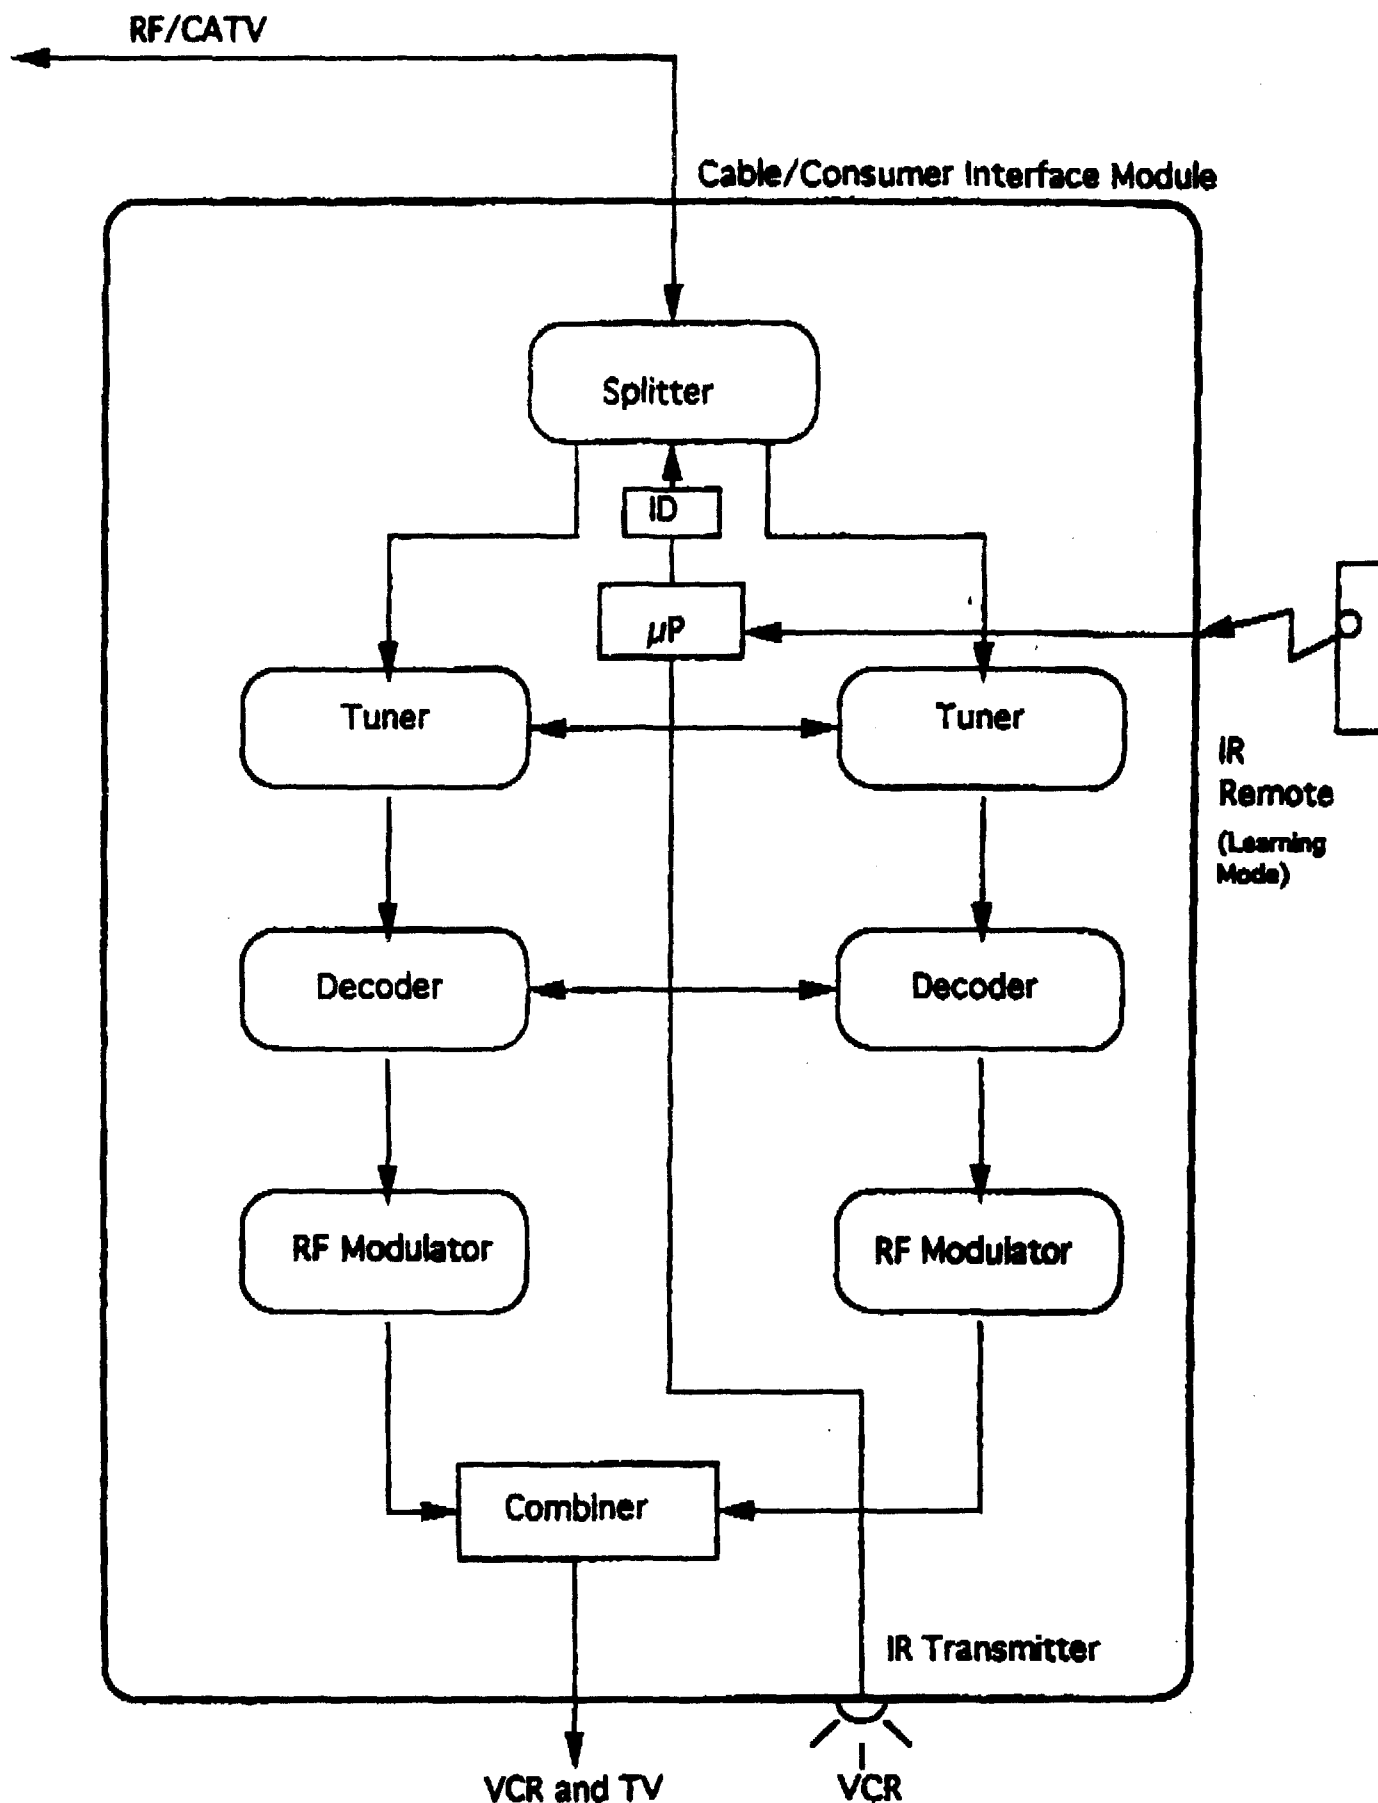 RF/CATV
Cable/Consumer Interface Module
Splitter
ID
µP
Tuner
Tuner
IR
Remote
(Learning
Mode)
Decoder
Decoder
RF Modulator
RF Modulator
Combiner
IR Transmitter
VCR and TV
VCR